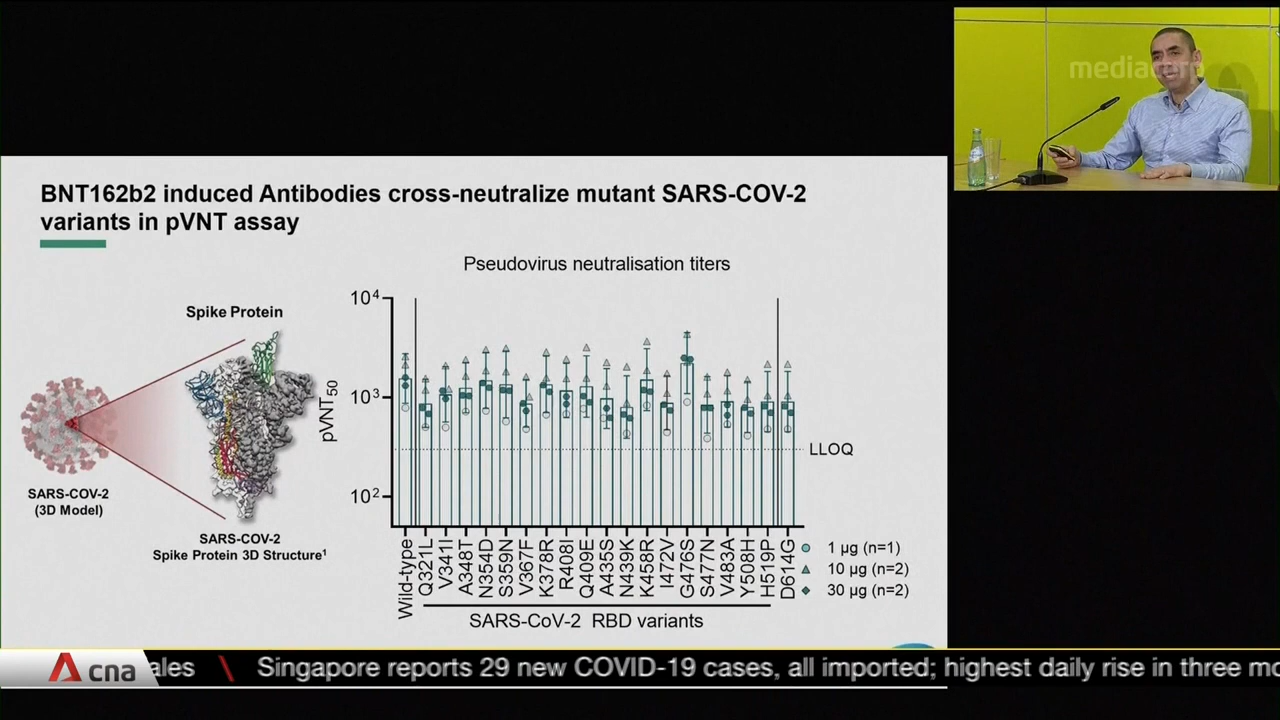 mediacorp
BNT162b2 induced Antibodies cross-neutralize mutant SARS-COV-2
variants in pVNT assay
Pseudovirus neutralisation titers
Spike Protein
SARS-COV-2
(3D Model)
SARS-COV-2
Spike Protein 3D Structure1
pVNT50
10⁴
10³
10²
LLOQ
Wild-type
Q321L
V341I
A348T
N354D
S359N
V367F
K378R
R408I
Q409E
A435S
N439K
K458R
I472V
G476S
S477N
V483A
Y508H
H519P
D614G
SARS-CoV-2 RBD variants
1 µg (n=1)
10 µg (n=2)
30 µg (n=2)
cna
ales \ Singapore reports 29 new COVID-19 cases, all imported; highest daily rise in three mo